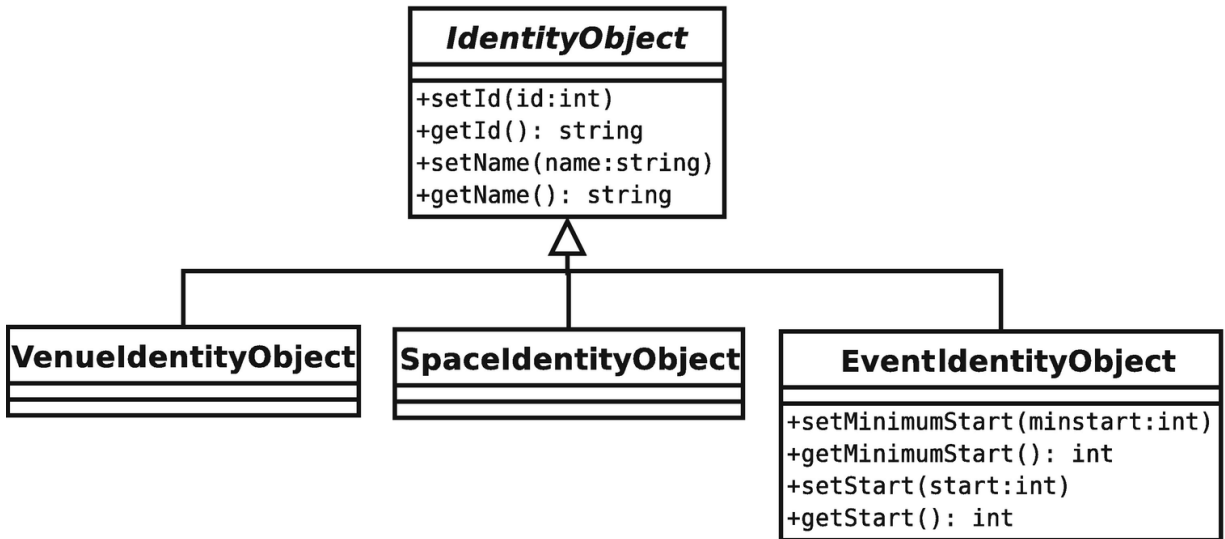 IdentityObject
+setId(id:int)
+getId(): string
+setName(name:string)
+getName(): string
VenueIdentityObject
SpaceIdentityObject
EventIdentityObject
+setMinimumStart(minstart:int)
+getMinimumStart(): int
+setStart(start:int)
+getStart(): int